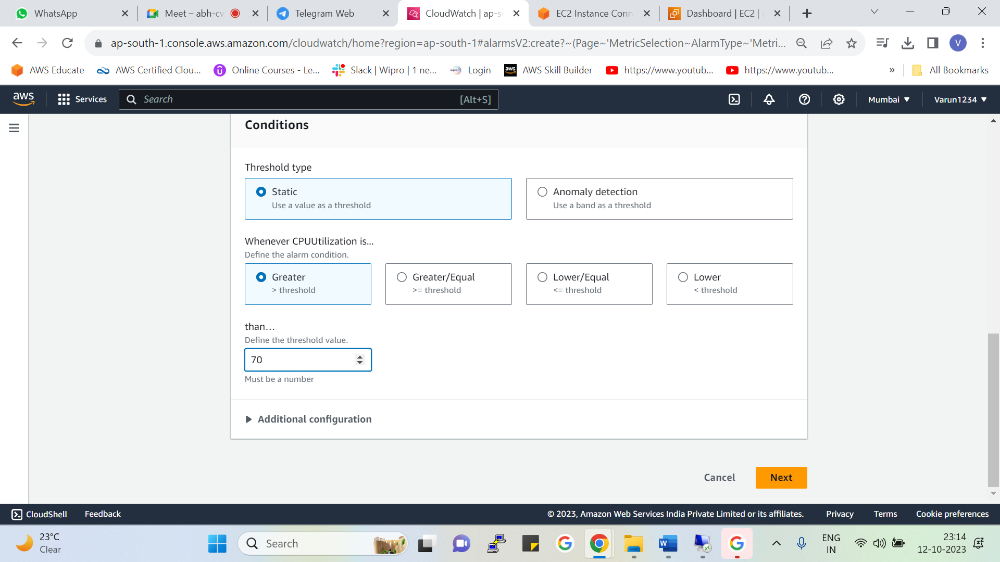 WhatsApp
Meet – abh-cv
Telegram Web
CloudWatch | ap-s
EC2 Instance Conn
Dashboard | EC2 |
ap-south-1.console.aws.amazon.com/cloudwatch/home?region=ap-south-1#alarmsV2:create?~(Page~'MetricSelection~AlarmType~'Metri...
V
AWS Educate
AWS Certified Clou...
Online Courses - Le...
Slack | Wipro | 1 ne...
Login
AWS Skill Builder
https://www.youtub...
https://www.youtub...
»
All Bookmarks
aws
Services
Search
[Alt+S]
Mumbai
Varun1234
Conditions
Threshold type
Static
Use a value as a threshold
Anomaly detection
Use a band as a threshold
Whenever CPUUtilization is...
Define the alarm condition.
Greater
> threshold
Greater/Equal
>= threshold
Lower/Equal
<= threshold
Lower
< threshold
than...
Define the threshold value.
70
Must be a number
Additional configuration
Cancel
Next
CloudShell
Feedback
© 2023, Amazon Web Services India Private Limited or its affiliates.
Privacy
Terms
Cookie preferences
23°C
Clear
Search
ENG
IN
23:14
12-10-2023